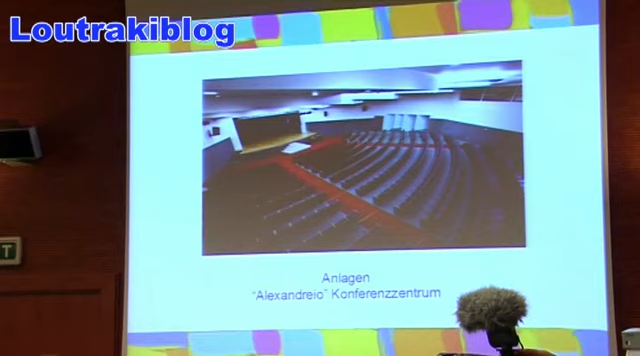 Loutrakiblog
Anlagen
“Alexandreio” Konferenzzentrum
T